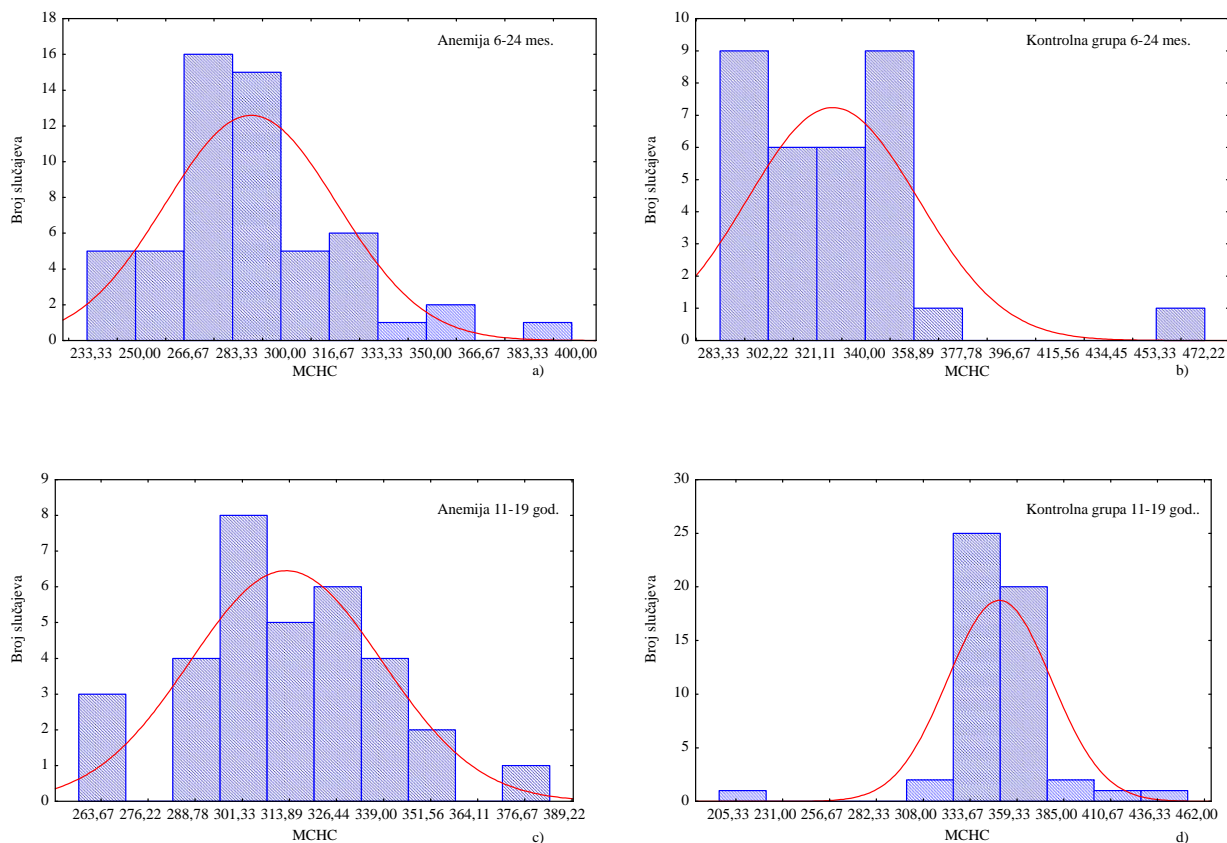 Anemija 6-24 mes.
Broj slučajeva
18
16
14
12
10
8
6
4
2
0
233,33 250,00 266,67 283,33 300,00 316,67 333,33 350,00 366,67 383,33 400,00
MCHC
a)
Kontrolna grupa 6-24 mes.
Broj slučajeva
10
9
8
7
6
5
4
3
2
1
0
283,33 302,22 321,11 340,00 358,89 377,78 396,67 415,56 434,45 453,33 472,22
MCHC
b)
Anemija 11-19 god.
Broj slučajeva
9
8
7
6
5
4
3
2
1
0
263,67 276,22 288,78 301,33 313,89 326,44 339,00 351,56 364,11 376,67 389,22
MCHC
c)
Kontrolna grupa 11-19 god..
Broj slučajeva
30
25
20
15
10
5
0
205,33 231,00 256,67 282,33 308,00 333,67 359,33 385,00 410,67 436,33 462,00
MCHC
d)